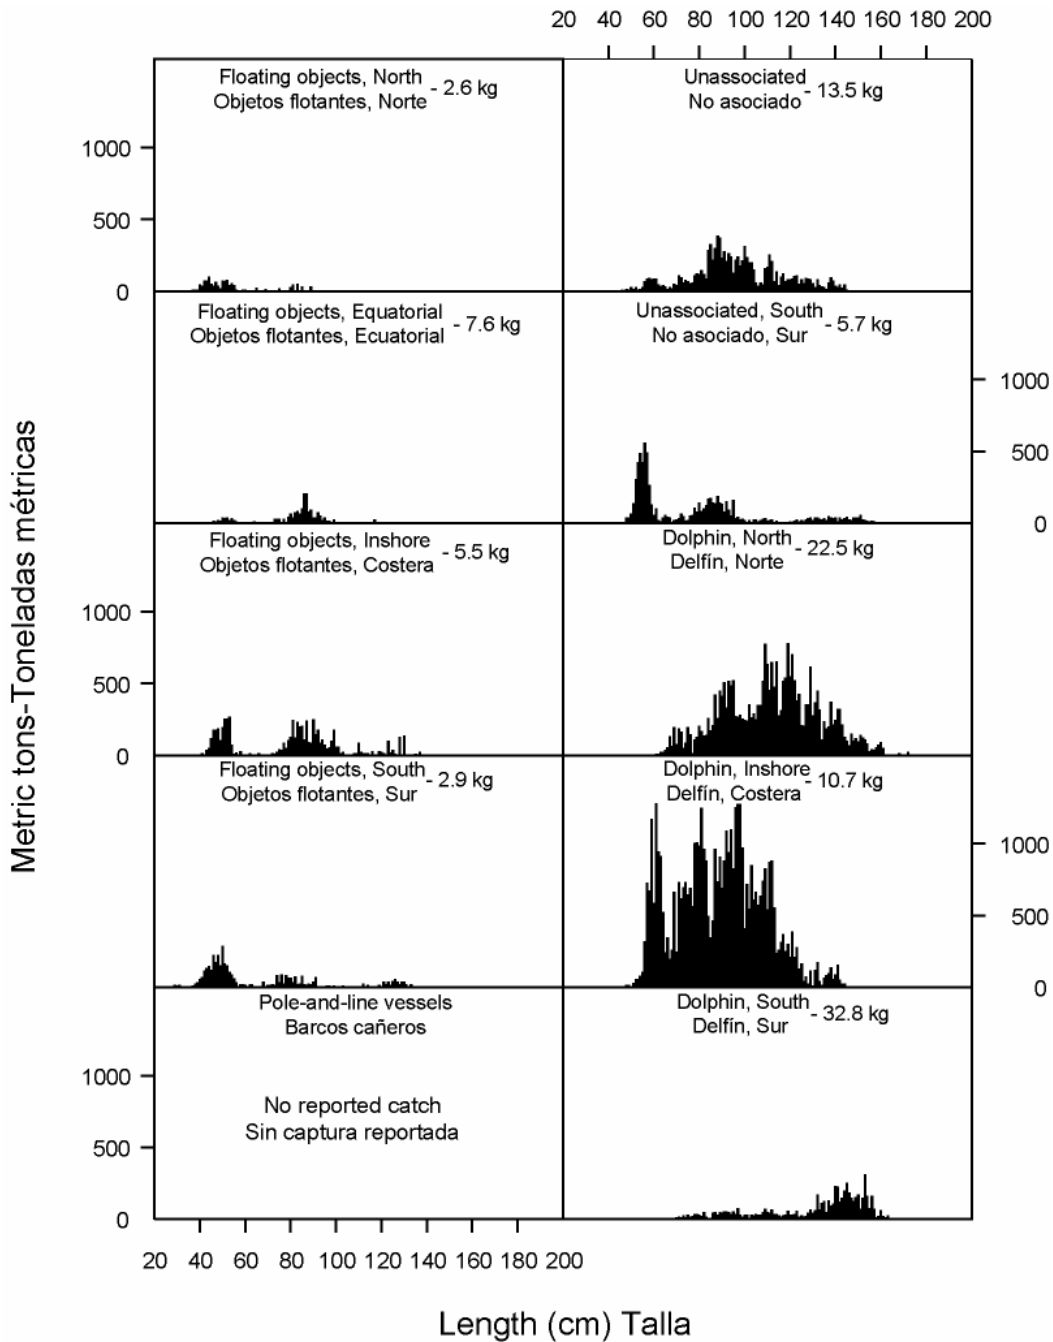 20 60 100 120 140 160 200
Floating objects, North
Objetos flotantes, Norte - 2.6 kg
Unassociated
No asociado - 13.5 kg
1000
500
0
Floating objects, Equatorial
Objetos flotantes, Ecuatorial - 7.6 kg
Unassociated, South
No asociado, Sur - 5.7 kg
1000
500
0
Floating objects, Inshore
Objetos flotantes, Costera - 5.5 kg
Dolphin, North
Delfín, Norte - 22.5 kg
1000
500
0
Floating objects, South
Objetos flotantes, Sur - 2.9 kg
Dolphin, Inshore
Delfín, Costera - 10.7 kg
1000
500
0
Pole-and-line vessels
Barcos cañeros
No reported catch
Sin captura reportada
Dolphin, South
Delfín, Sur - 32.8 kg
1000
500
0
20 40 60 80 100 120 140 160 180 200
Metric tons-Toneladas métricas
Length (cm) Talla